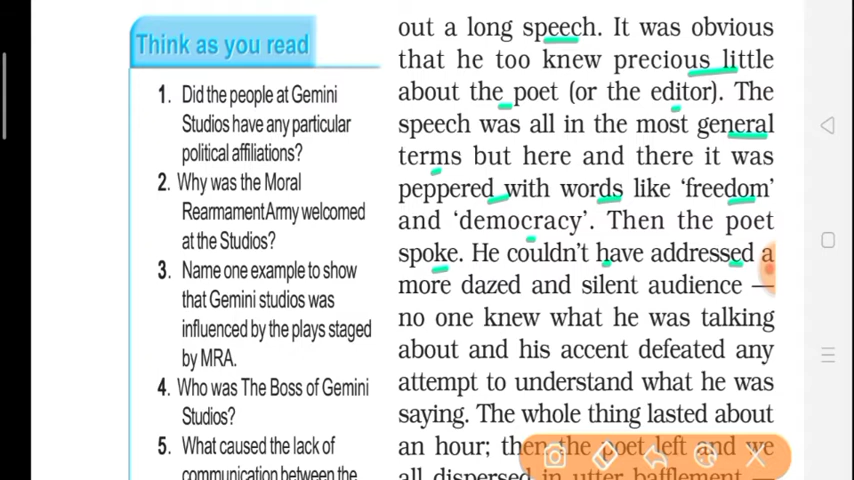 Think as you read
1. Did the people at Gemini
Studios have any particular
political affiliations?
2. Why was the Moral
Rearmament Army welcomed
at the Studios?
3. Name one example to show
that Gemini studios was
influenced by the plays staged
by MRA.
4. Who was The Boss of Gemini
Studios?
5. What caused the lack of
communication between the
out a long speech. It was obvious
that he too knew precious little
about the poet (or the editor). The
speech was all in the most general
terms but here and there it was
peppered with words like ‘freedom’
and ‘democracy’. Then the poet
spoke. He couldn’t have addressed a
more dazed and silent audience —
no one knew what he was talking
about and his accent defeated any
attempt to understand what he was
saying. The whole thing lasted about
an hour; then the poet left and we
all dispersed in utter bafflement —